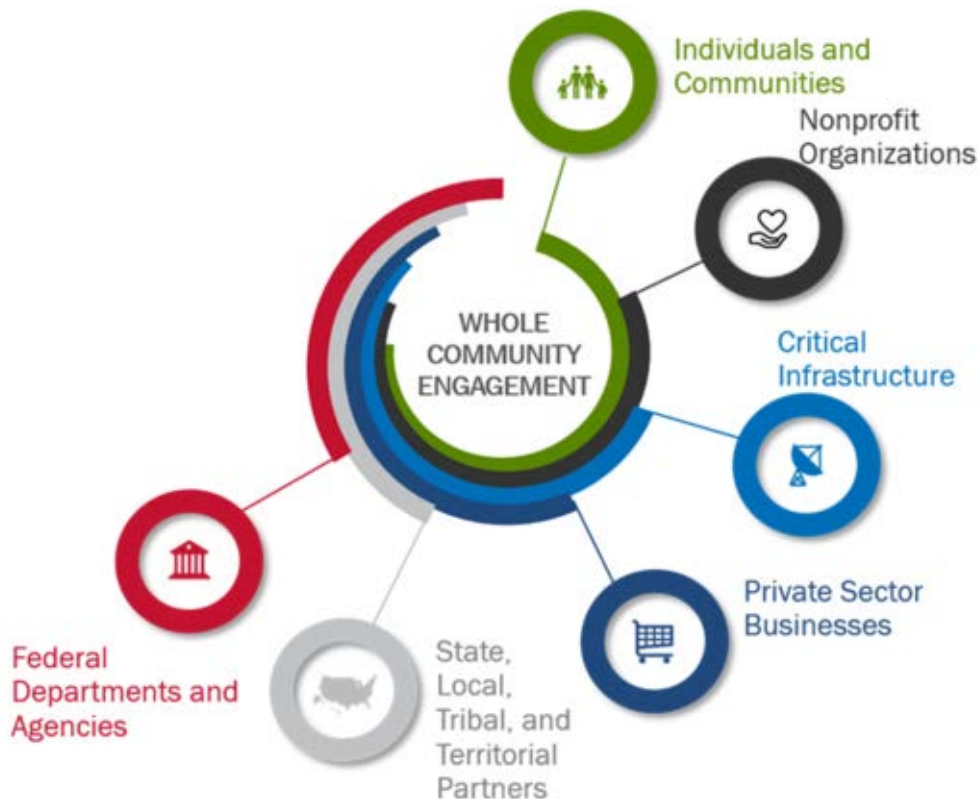 Individuals and
Communities
Nonprofit
Organizations
WHOLE
COMMUNITY
ENGAGEMENT
Critical
Infrastructure
Private Sector
Businesses
State,
Local,
Tribal, and
Territorial
Partners
Federal
Departments and
Agencies